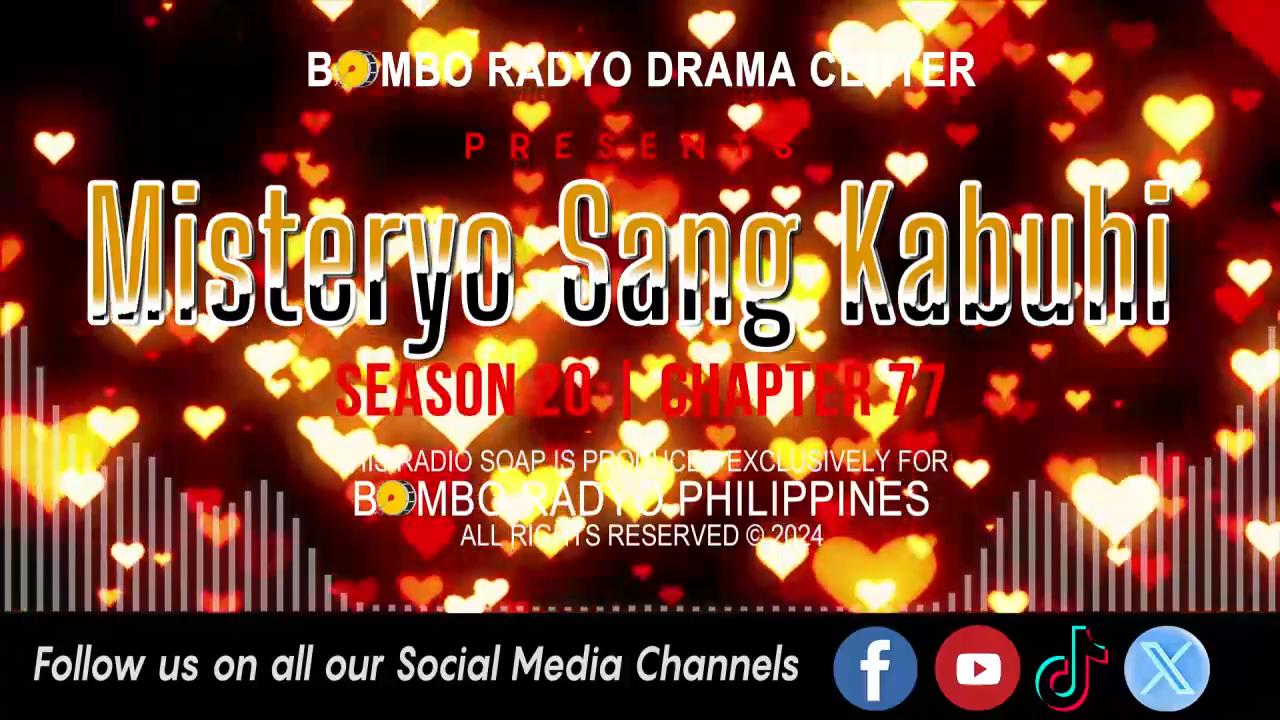 BOMBO RADYO DRAMA CENTER
PRESENTS
Misteryo Sang Kabuhi
SEASON 20 | CHAPTER 77
THIS RADIO SOAP IS PRODUCED EXCLUSIVELY FOR
BOMBO RADYO PHILIPPINES
ALL RIGHTS RESERVED © 2024
Follow us on all our Social Media Channels